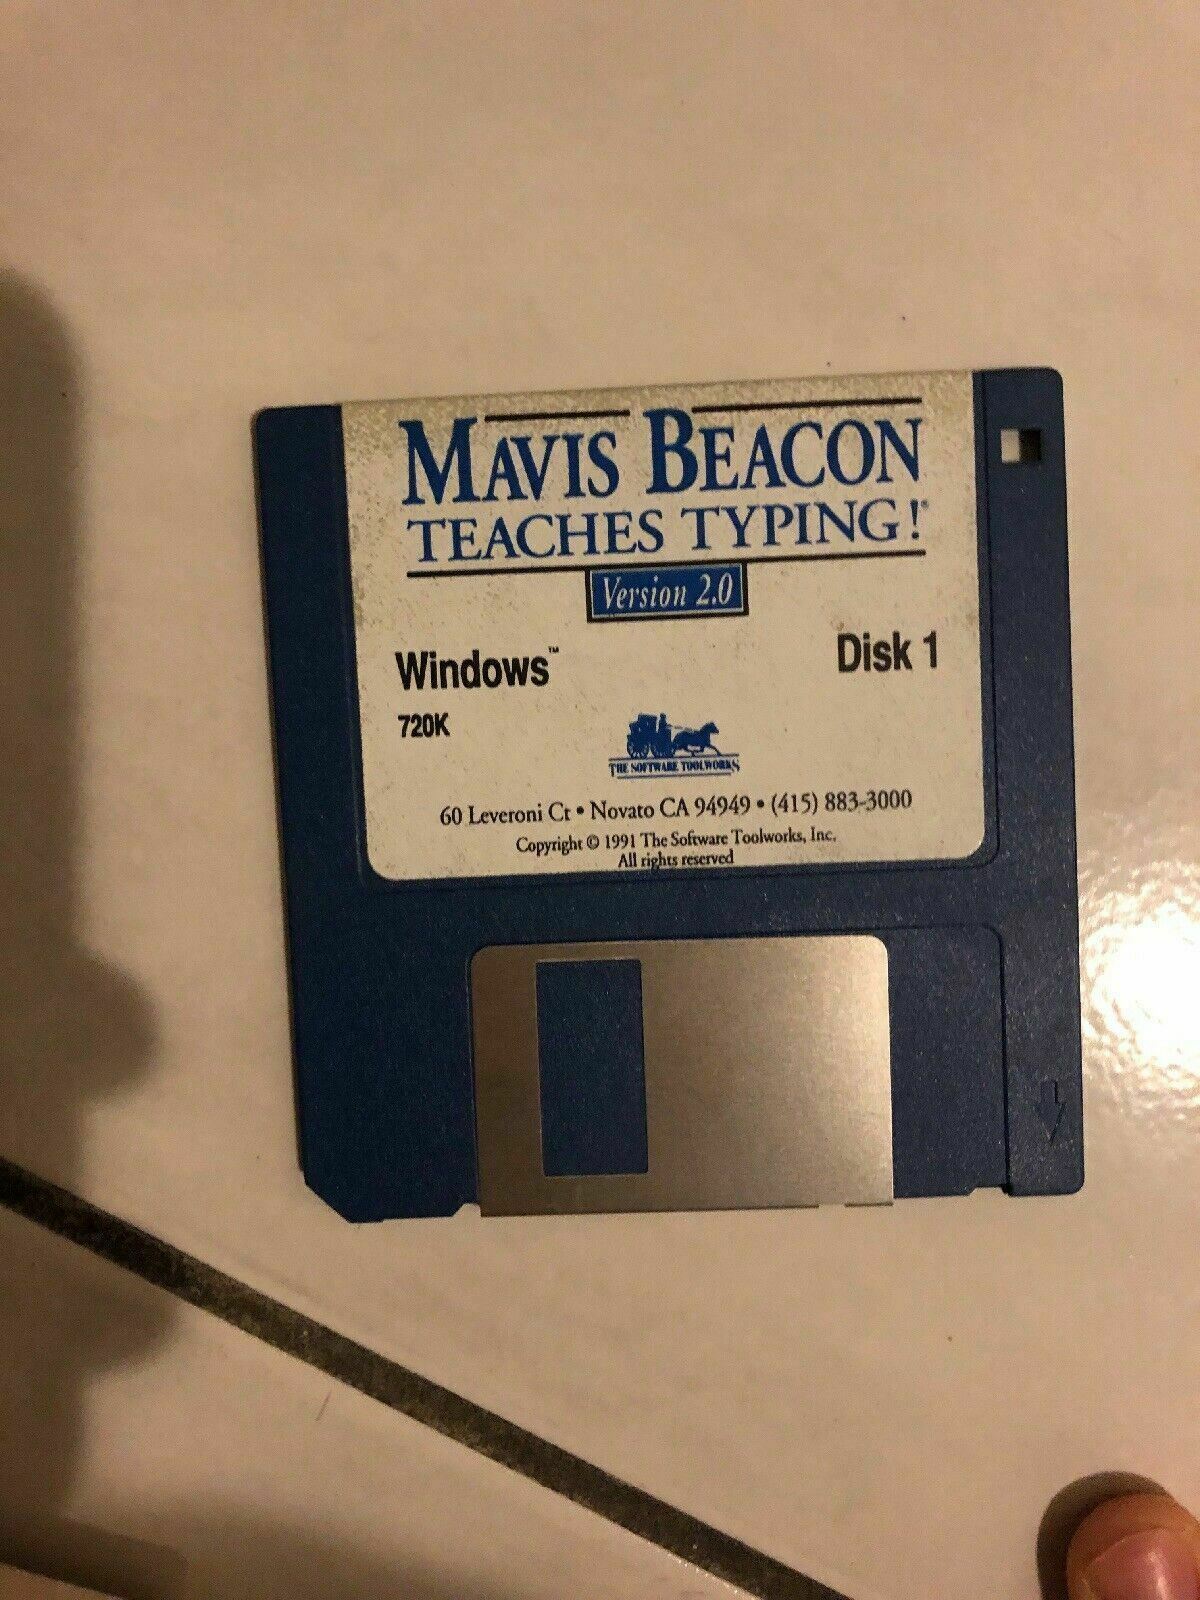 MAVIS BEACON
TEACHES TYPING!®
Version 2.0
Windows™
Disk 1
720K
THE SOFTWARE TOOLWORKS
60 Leveroni Ct • Novato CA 94949 • (415) 883-3000
Copyright © 1991 The Software Toolworks, Inc.
All rights reserved